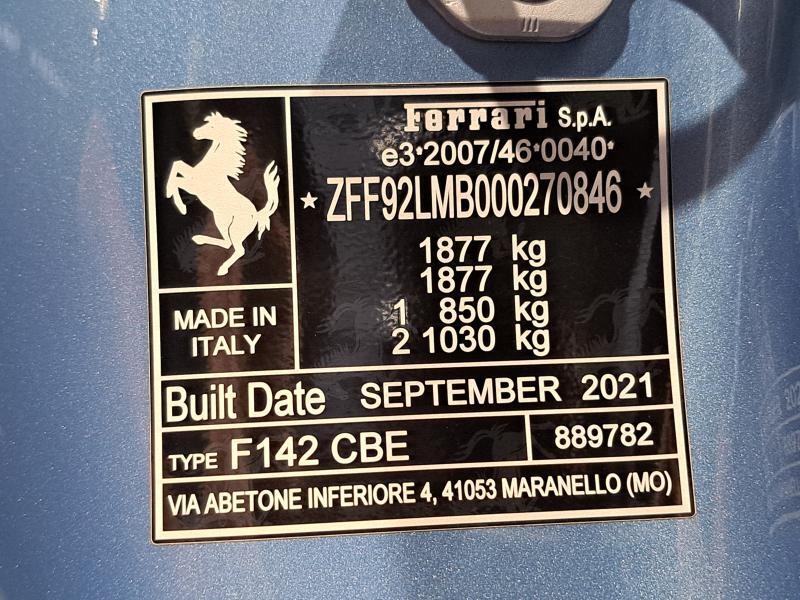 Ferrari S.p.A.
e3*2007/46*0040*
★ ZFF92LMB000270846 ★
1877 kg
1877 kg
1 850 kg
2 1030 kg
MADE IN
ITALY
Built Date SEPTEMBER 2021
TYPE F142 CBE 889782
VIA ABETONE INFERIORE 4, 41053 MARANELLO (MO)